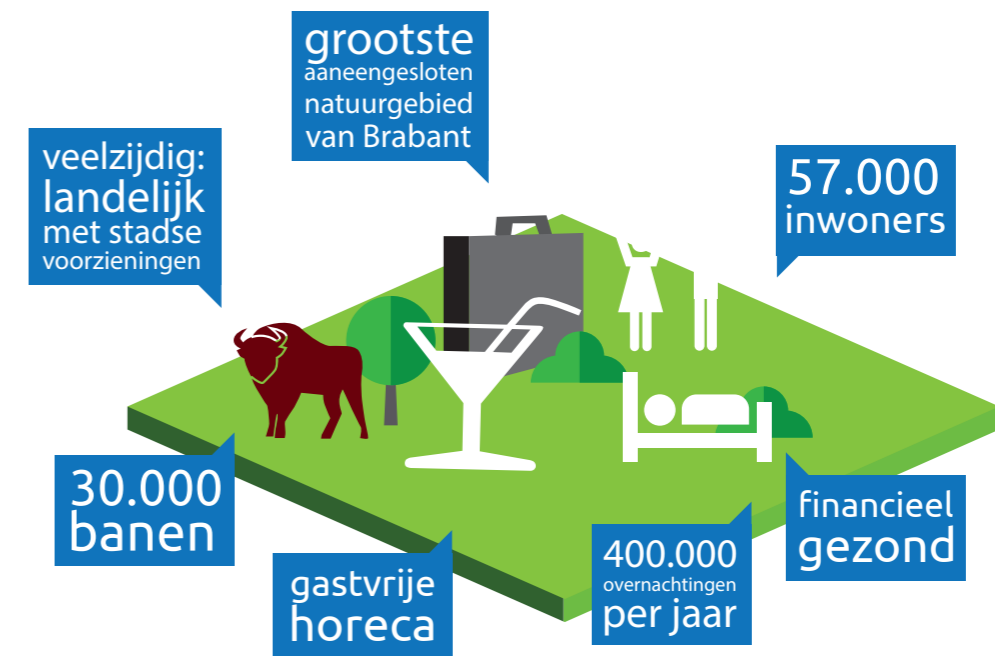 grootste
aaneengesloten
natuurgebied
van Brabant
veelzijdig:
landelijk
met stadse
voorzieningen
57.000
inwoners
30.000
banen
gastvrije
horeca
400.000
overnachtingen
per jaar
financieel
gezond